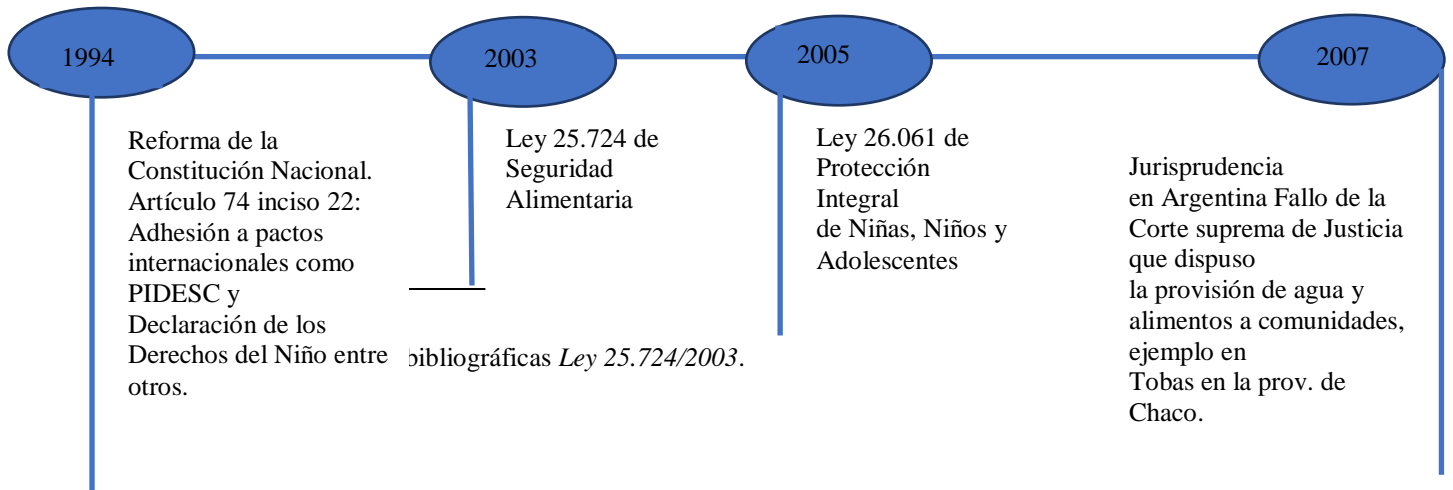 1994
Reforma de la
Constitución Nacional.
Artículo 74 inciso 22:
Adhesión a pactos
internacionales como
PIDESC y
Declaración de los
Derechos del Niño entre
otros.
2003
Ley 25.724 de
Seguridad
Alimentaria
bibliográficas Ley 25.724/2003.
2005
Ley 26.061 de
Protección
Integral
de Niñas, Niños y
Adolescentes
2007
Jurisprudencia
en Argentina Fallo de la
Corte suprema de Justicia
que dispuso
la provisión de agua y
alimentos a comunidades,
ejemplo en
Tobas en la prov. de
Chaco.